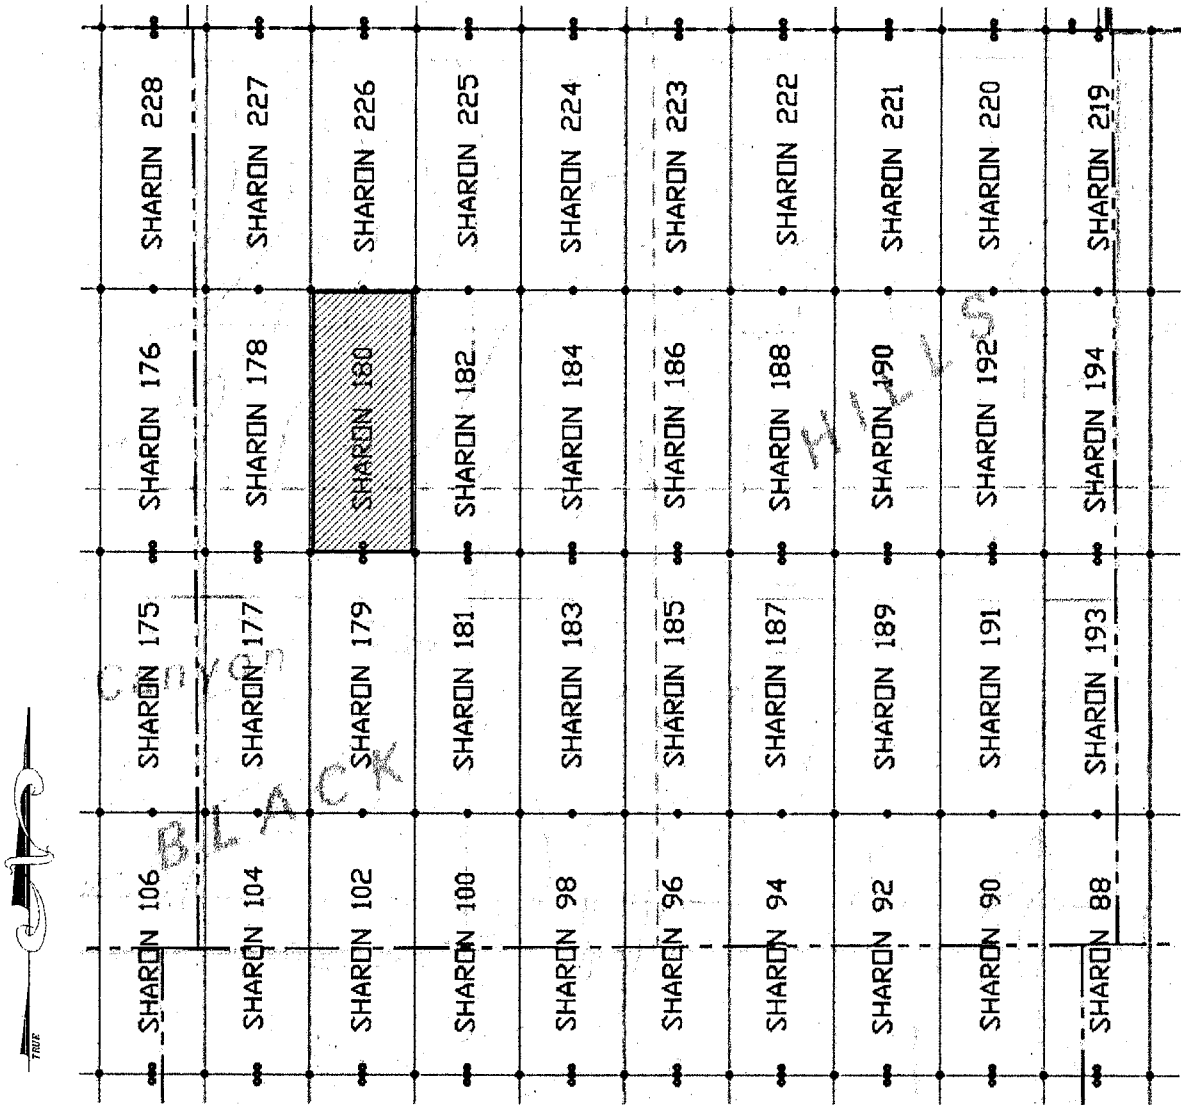 SHARON 228
SHARON 227
SHARON 226
SHARON 225
SHARON 224
SHARON 223
SHARON 222
SHARON 221
SHARON 220
SHARON 219
SHARON 176
SHARON 178
SHARON 180
SHARON 182
SHARON 184
SHARON 186
SHARON 188
SHARON 190
SHARON 192
SHARON 194
HILLS
SHARON 175
SHARON 177
SHARON 179
SHARON 181
SHARON 183
SHARON 185
SHARON 187
SHARON 189
SHARON 191
SHARON 193
Canyon
BLACK
SHARON 106
SHARON 104
SHARON 102
SHARON 100
SHARON 98
SHARON 96
SHARON 94
SHARON 92
SHARON 90
SHARON 88
TRUE